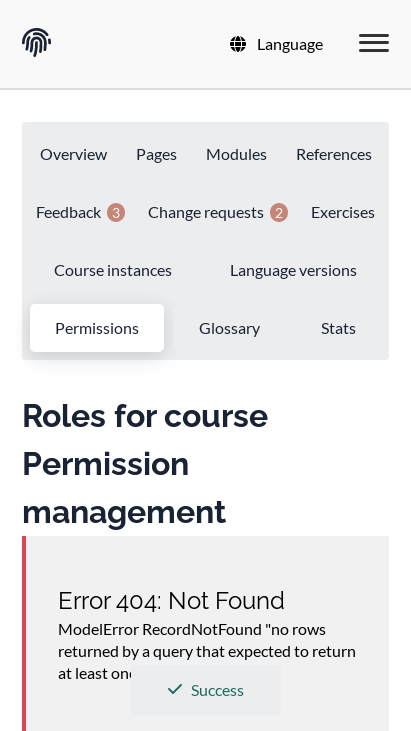 Language
Overview Pages Modules References
Feedback 3 Change requests 2 Exercises
Course instances Language versions
Permissions Glossary Stats
Roles for course
Permission
management
Error 404: Not Found
ModelError RecordNotFound "no rows
returned by a query that expected to return
at least
Success